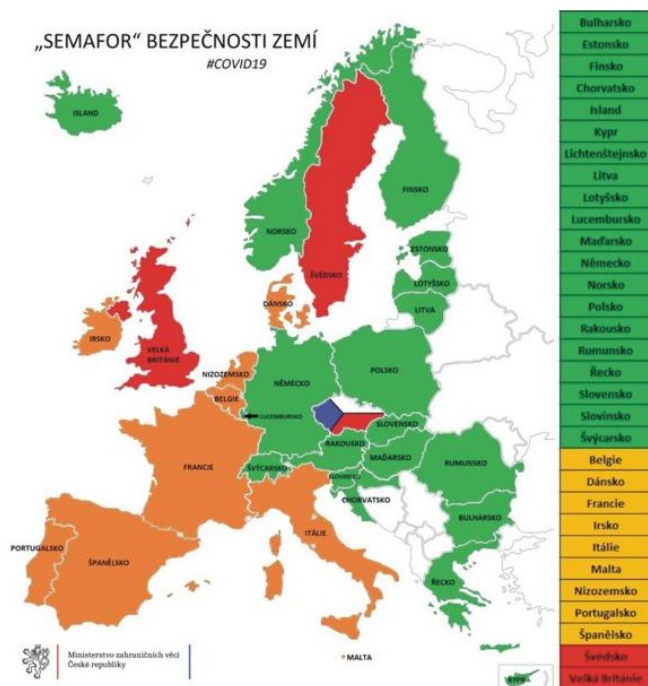 „SEMAFOR“ BEZPEČNOSTI ZEMÍ
#COVID19
ISLAND
NORSKO
ŠVÉDSKO
FINSKO
ESTONSKO
LOTYŠSKO
LITVA
DÁNSKO
IRSKO
VELKÁ
BRITÁNIE
NIZOZEMSKO
BELGIE
LUCEMBURSKO
NĚMECKO
POLSKO
SLOVENSKO
RAKOUSKO
MAĎARSKO
FRANCIE
ŠVÝCARSKO
SLOVINSKO
CHORVATSKO
RUMUNSKO
BULHARSKO
ITÁLIE
PORTUGALSKO
ŠPANĚLSKO
ŘECKO
MALTA
KYPR
Ministerstvo zahraničních věcí
České republiky
Bulharsko
Estonsko
Finsko
Chorvatsko
Island
Kypr
Lichtenštejnsko
Litva
Lotyšsko
Lucembursko
Maďarsko
Německo
Norsko
Polsko
Rakousko
Rumunsko
Řecko
Slovensko
Slovinsko
Švýcarsko
Belgie
Dánsko
Francie
Irsko
Itálie
Malta
Nizozemsko
Portugalsko
Španělsko
Švédsko
Velká Británie